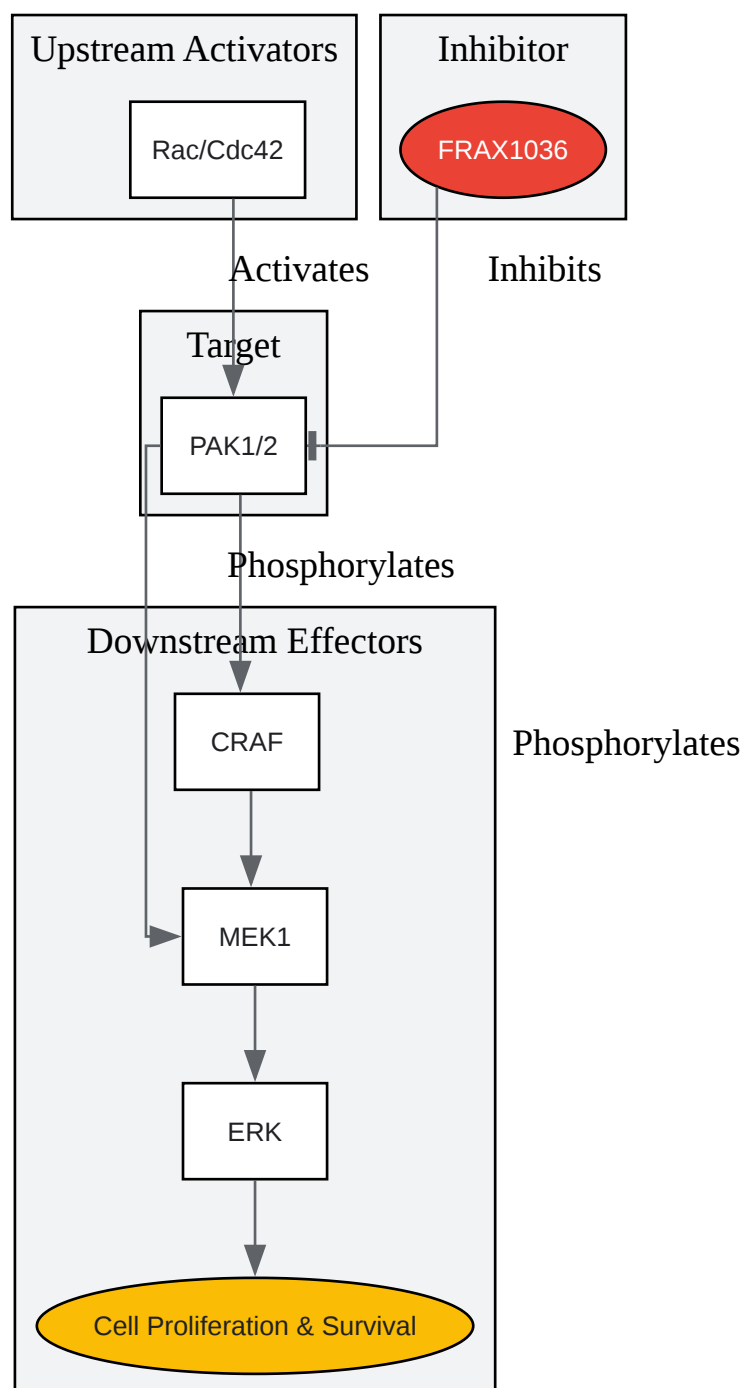 Upstream Activators
Inhibitor
Rac/Cdc42
FRAX1036
Activates
Inhibits
Target
PAK1/2
Phosphorylates
Downstream Effectors
CRAF
Phosphorylates
MEK1
ERK
Cell Proliferation & Survival